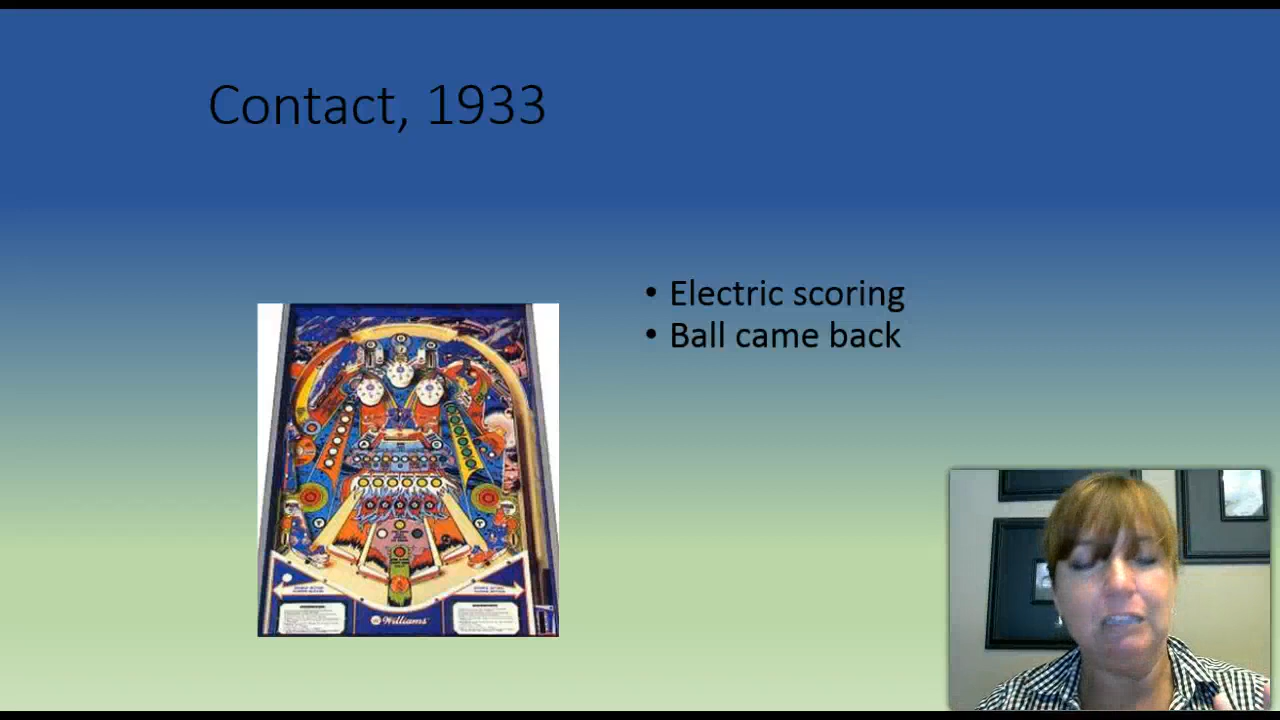 Contact, 1933
• Electric scoring
• Ball came back
Williams